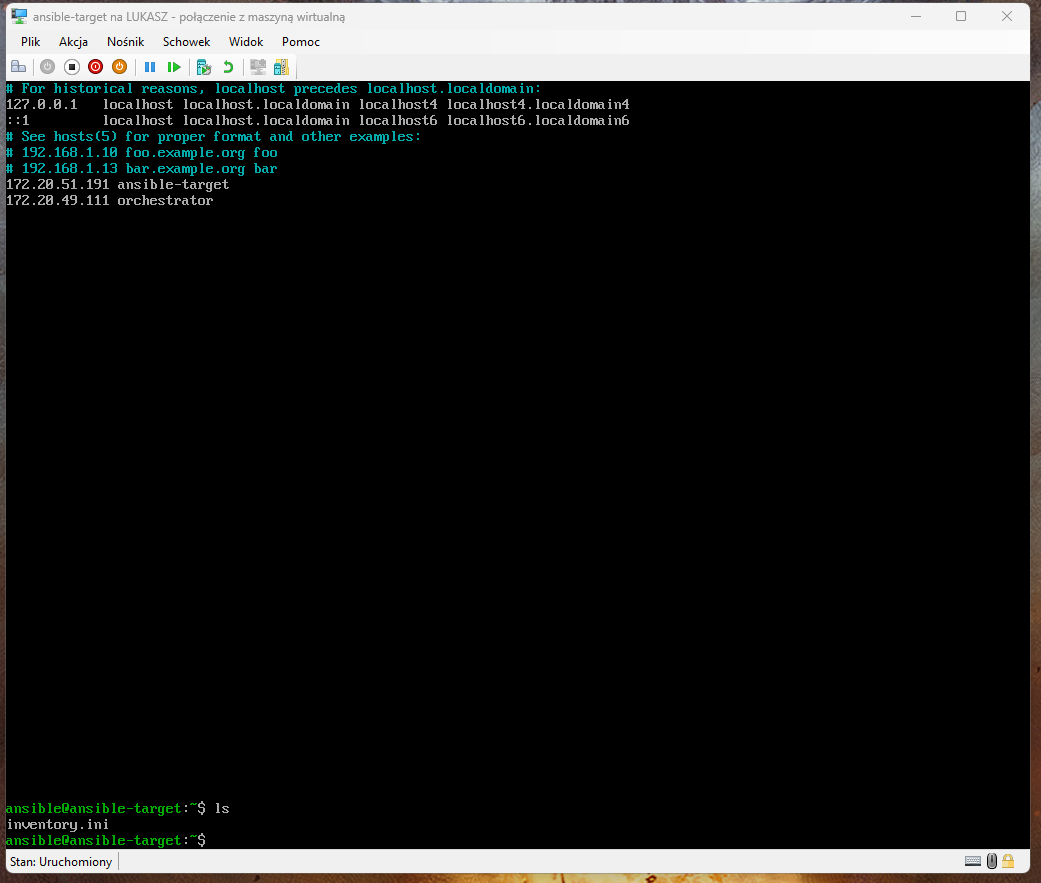 ansible-target na LUKASZ - połączenie z maszyną wirtualną
Plik Akcja Nośnik Schowek Widok Pomoc
# For historical reasons, localhost precedes localhost.localdomain:
127.0.0.1   localhost localhost.localdomain localhost4 localhost4.localdomain4
::1         localhost localhost.localdomain localhost6 localhost6.localdomain6
# See hosts(5) for proper format and other examples:
# 192.168.1.10 foo.example.org foo
# 192.168.1.13 bar.example.org bar
172.20.51.191 ansible-target
172.20.49.111 orchestrator
ansible@ansible-target:~$ ls
inventory.ini
ansible@ansible-target:~$
Stan: Uruchomiony